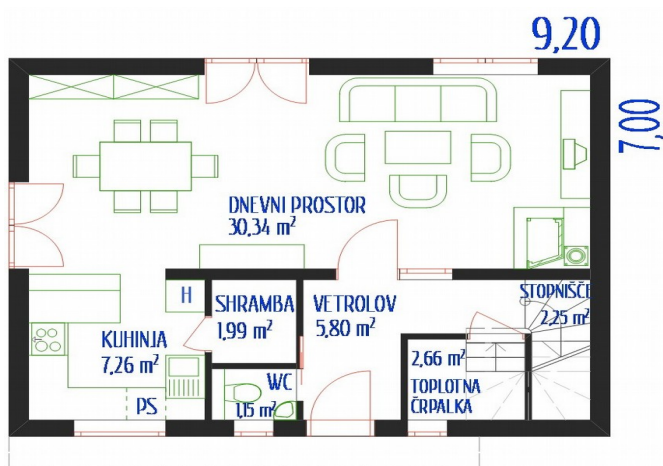 9,20
7,00
DNEVNI PROSTOR
30,34 m²
H
SHRAMBA
1,99 m²
VETROLOV
5,80 m²
STOPNIŠČE
2,25 m²
KUHINJA
7,26 m²
PS
WC
1,15 m²
2,66 m²
TOPLOTNA
ČRPALKA